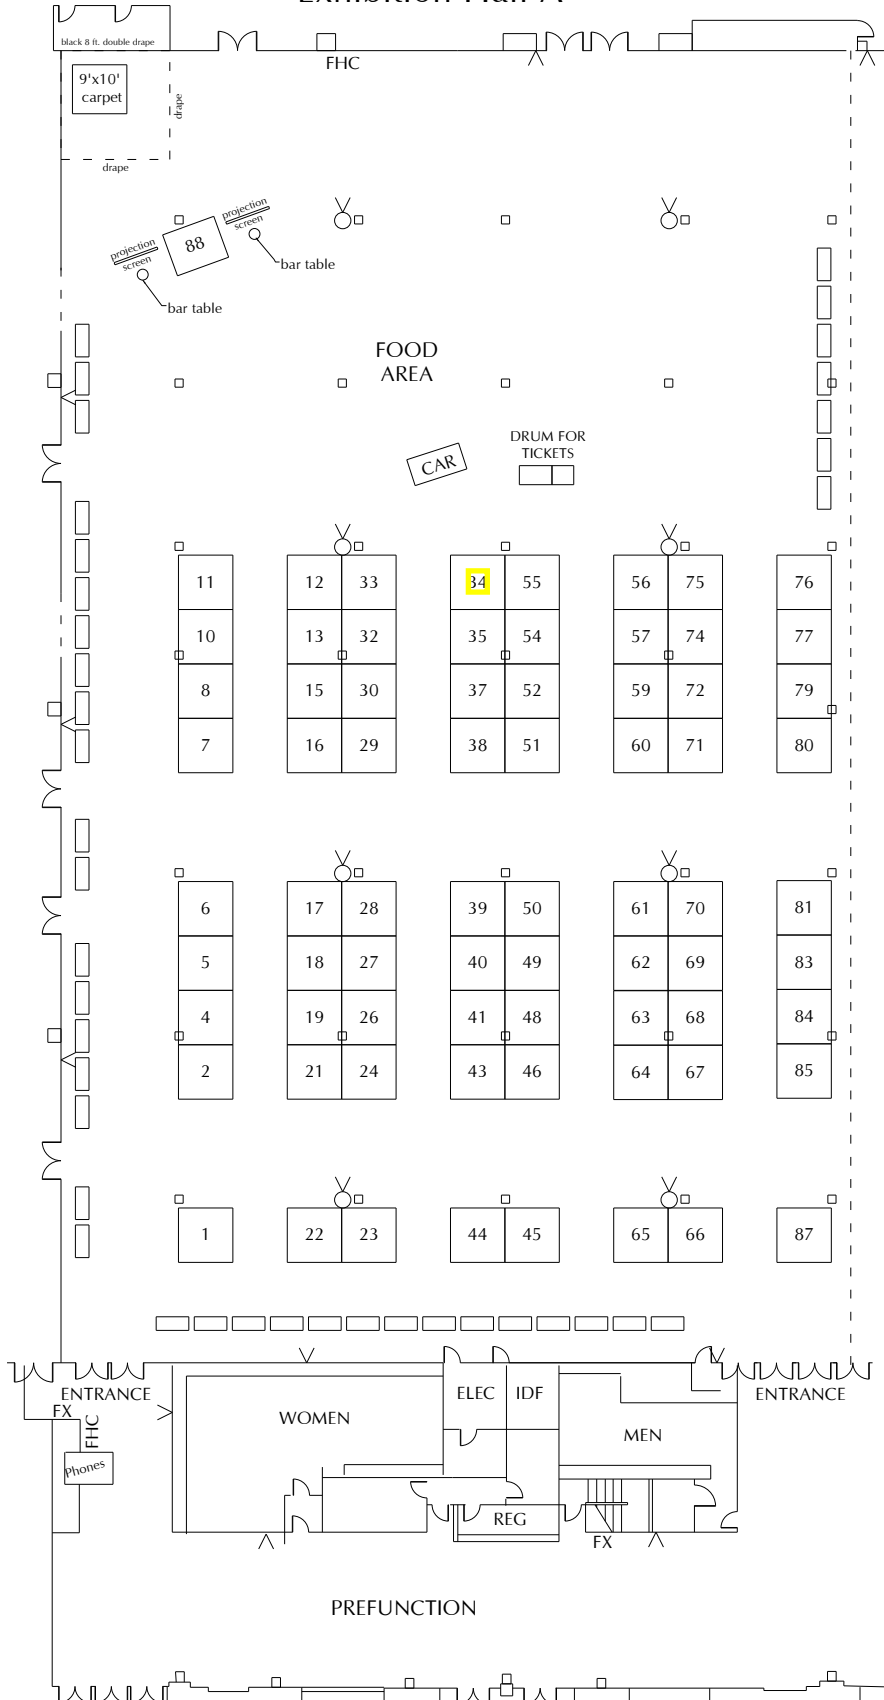 Exhibition Hall A
black 8 ft. double drape
FHC
9'x10'
carpet
drape
drape
projection
screen
88
projection
screen
bar table
bar table
FOOD
AREA
CAR
DRUM FOR
TICKETS
11 12 33 34 55 56 75 76
10 13 32 35 54 57 74 77
8 15 30 37 52 59 72 79
7 16 29 38 51 60 71 80
6 17 28 39 50 61 70 81
5 18 27 40 49 62 69 83
4 19 26 41 48 63 68 84
2 21 24 43 46 64 67 85
1 22 23 44 45 65 66 87
ENTRANCE
ELEC
IDF
ENTRANCE
FX
FHC
WOMEN
MEN
Phones
REG
FX
PREFUNCTION